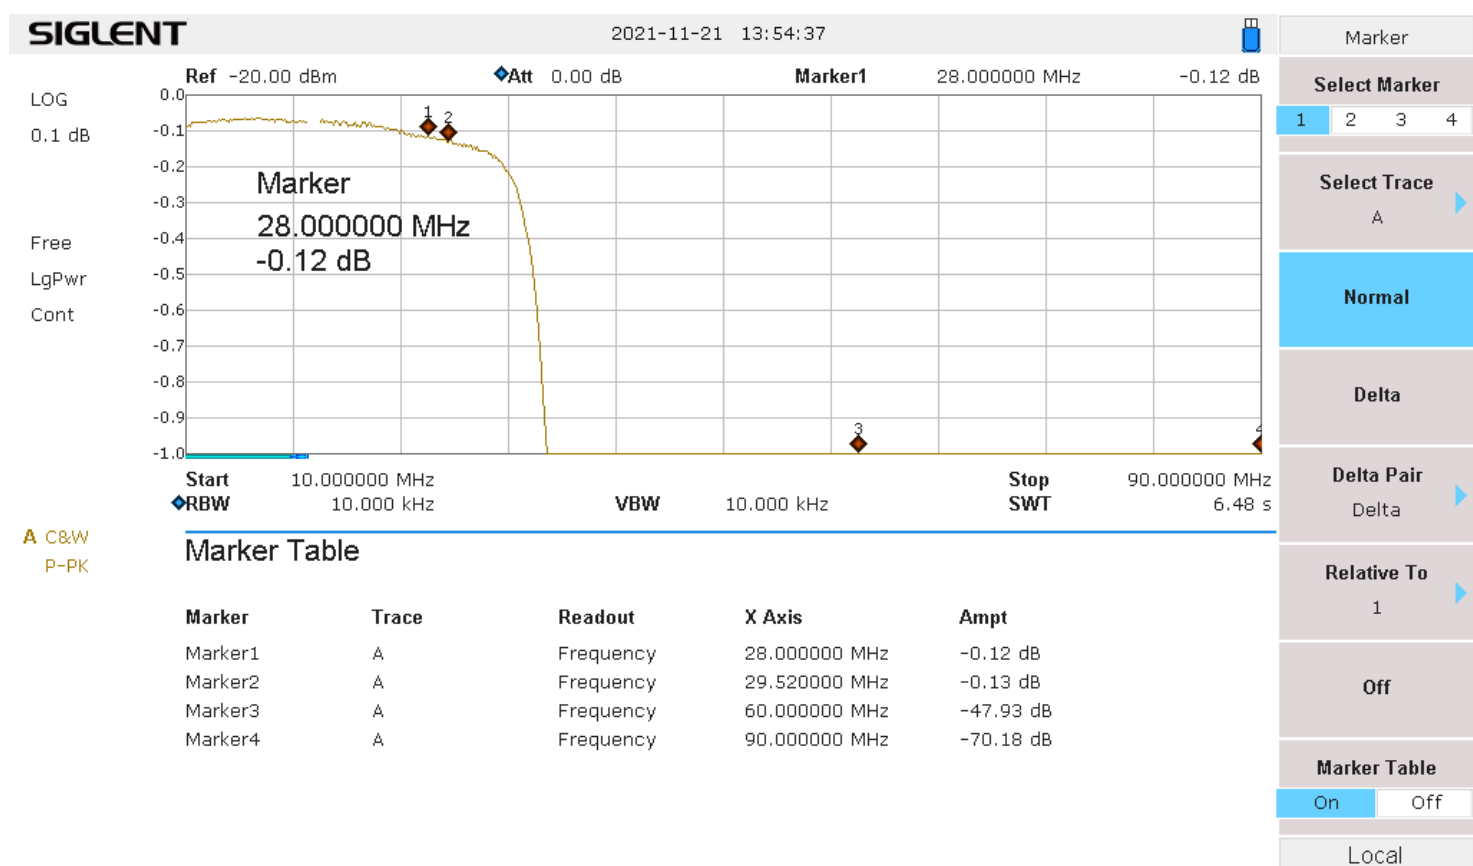 SIGLENT 2021-11-21 13:54:37
Marker
Ref -20.00 dBm Att 0.00 dB Marker1 28.000000 MHz -0.12 dB
Select Marker
1 2 3 4
LOG
0.1 dB
Free
LgPwr
Cont
0.0
-0.1
-0.2
-0.3
-0.4
-0.5
-0.6
-0.7
-0.8
-0.9
-1.0
1 2
3
4
Marker
28.000000 MHz
-0.12 dB
Select Trace
A
Normal
Delta
Delta Pair
Delta
Relative To
1
Off
Marker Table
On Off
Local
Start 10.000000 MHz Stop 90.000000 MHz
RBW 10.000 kHz VBW 10.000 kHz SWT 6.48 s
A C&W
P-PK
Marker Table
Marker Trace Readout X Axis Ampt
Marker1 A Frequency 28.000000 MHz -0.12 dB
Marker2 A Frequency 29.520000 MHz -0.13 dB
Marker3 A Frequency 60.000000 MHz -47.93 dB
Marker4 A Frequency 90.000000 MHz -70.18 dB